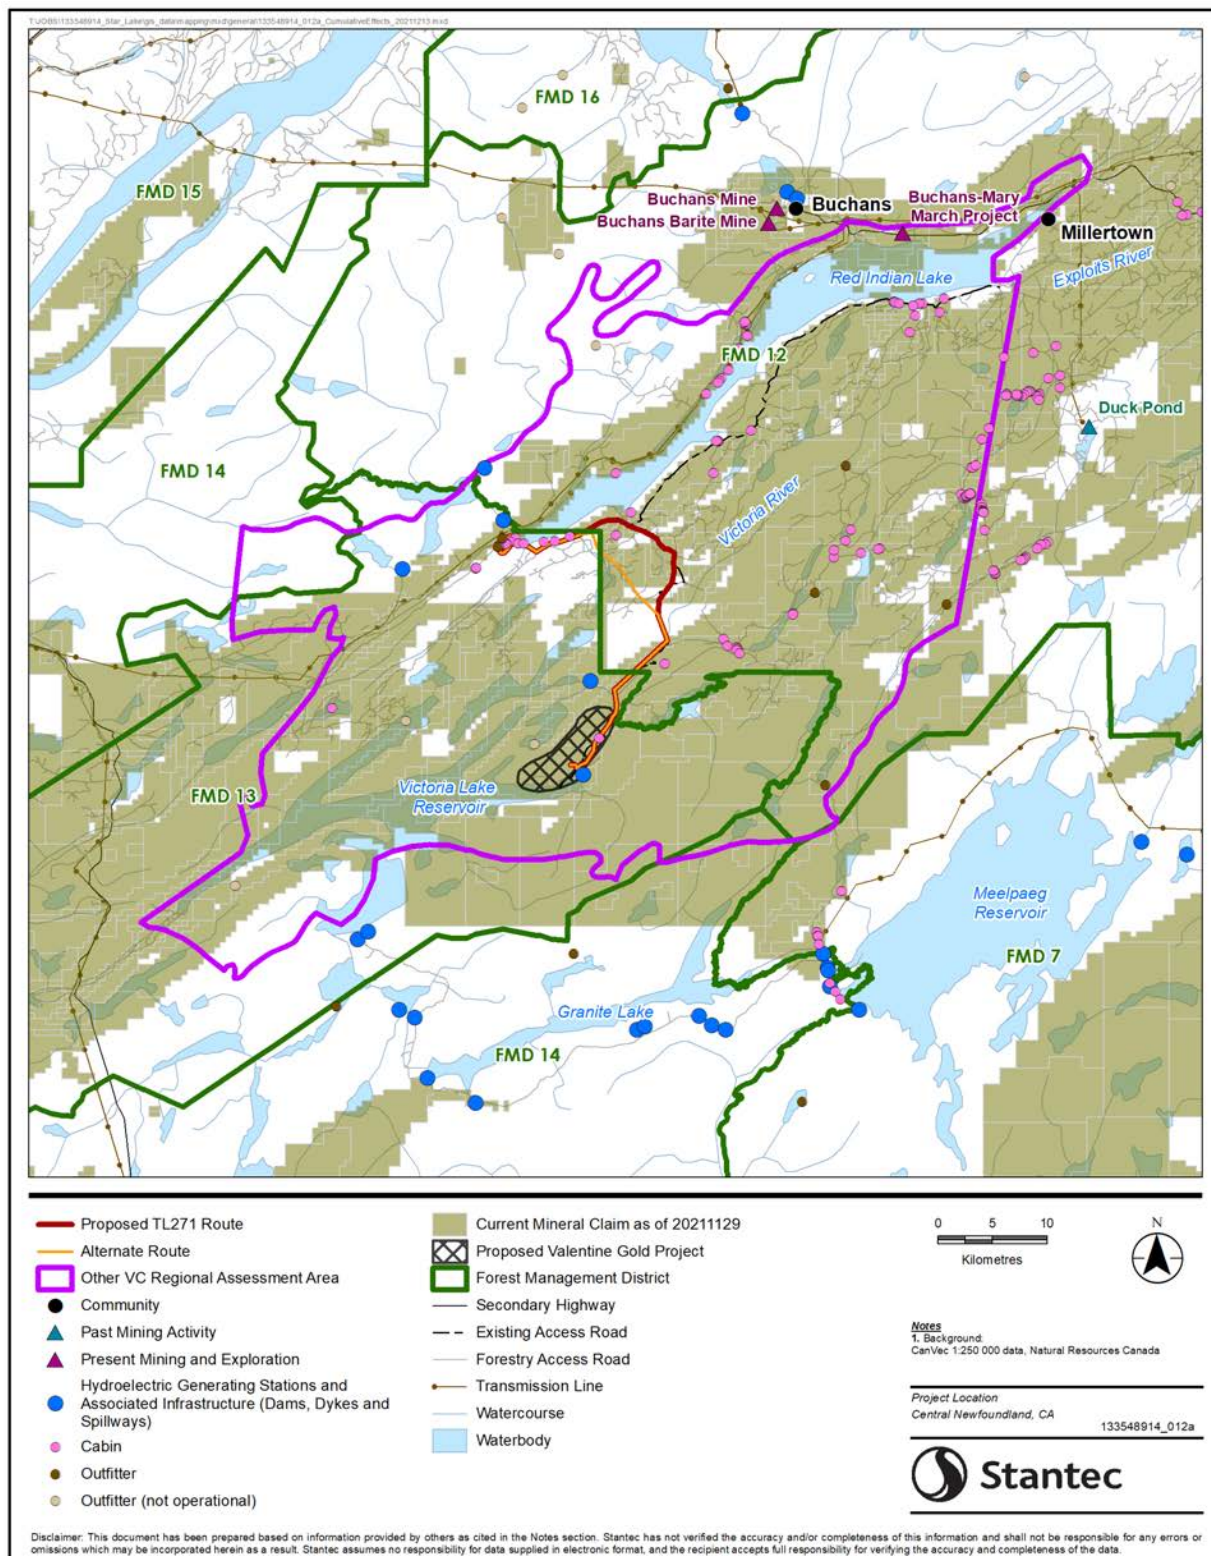 T:\JOBS\133548914_Star_Lake\gis_data\mapping\mxd\general\133548914_012a_CumulativeEffects_20211213.mxd
FMD 16
FMD 15
Buchans Mine
Buchans
Buchans Barite Mine
Buchans-Mary
March Project
Millertown
Exploits River
Red Indian Lake
FMD 12
Duck Pond
FMD 14
Victoria River
FMD 13
Victoria Lake
Reservoir
Meelpaeg
Reservoir
FMD 7
Granite Lake
FMD 14
Proposed TL271 Route
Alternate Route
Other VC Regional Assessment Area
Community
Past Mining Activity
Present Mining and Exploration
Hydroelectric Generating Stations and
Associated Infrastructure (Dams, Dykes and
Spillways)
Cabin
Outfitter
Outfitter (not operational)
Current Mineral Claim as of 20211129
Proposed Valentine Gold Project
Forest Management District
Secondary Highway
Existing Access Road
Forestry Access Road
Transmission Line
Watercourse
Waterbody
0 5 10
Kilometres
N
Notes
1. Background:
CanVec 1:250 000 data, Natural Resources Canada
Project Location
Central Newfoundland, CA
133548914_012a
Stantec
Disclaimer: This document has been prepared based on information provided by others as cited in the Notes section. Stantec has not verified the accuracy and/or completeness of this information and shall not be responsible for any errors or
omissions which may be incorporated herein as a result. Stantec assumes no responsibility for data supplied in electronic format, and the recipient accepts full responsibility for verifying the accuracy and completeness of the data.